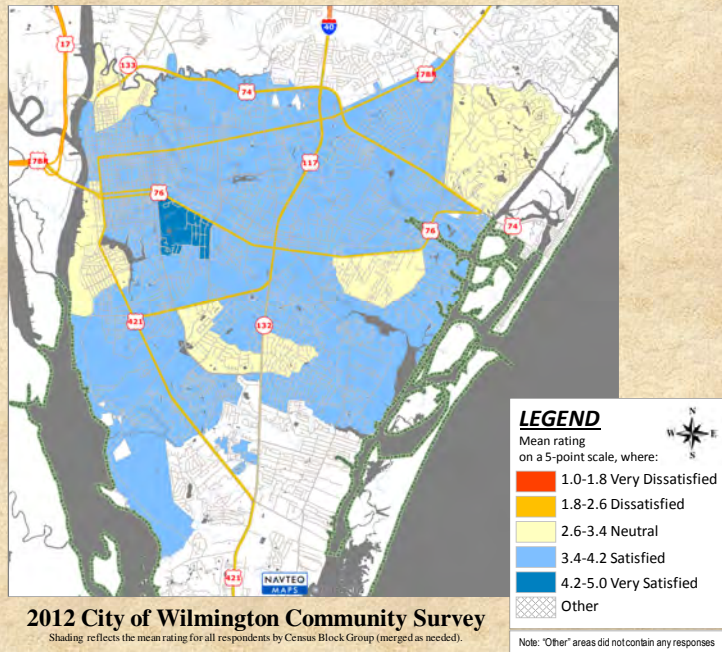 17
133
40
74
17BR
117
17BR
76
76
74
421
132
421
NAVTEQ
MAPS
LEGEND
N
W E
S
Mean rating
on a 5-point scale, where:
1.0-1.8 Very Dissatisfied
1.8-2.6 Dissatisfied
2.6-3.4 Neutral
3.4-4.2 Satisfied
4.2-5.0 Very Satisfied
Other
2012 City of Wilmington Community Survey
Shading reflects the mean rating for all respondents by Census Block Group (merged as needed).
Note: "Other" areas did not contain any responses